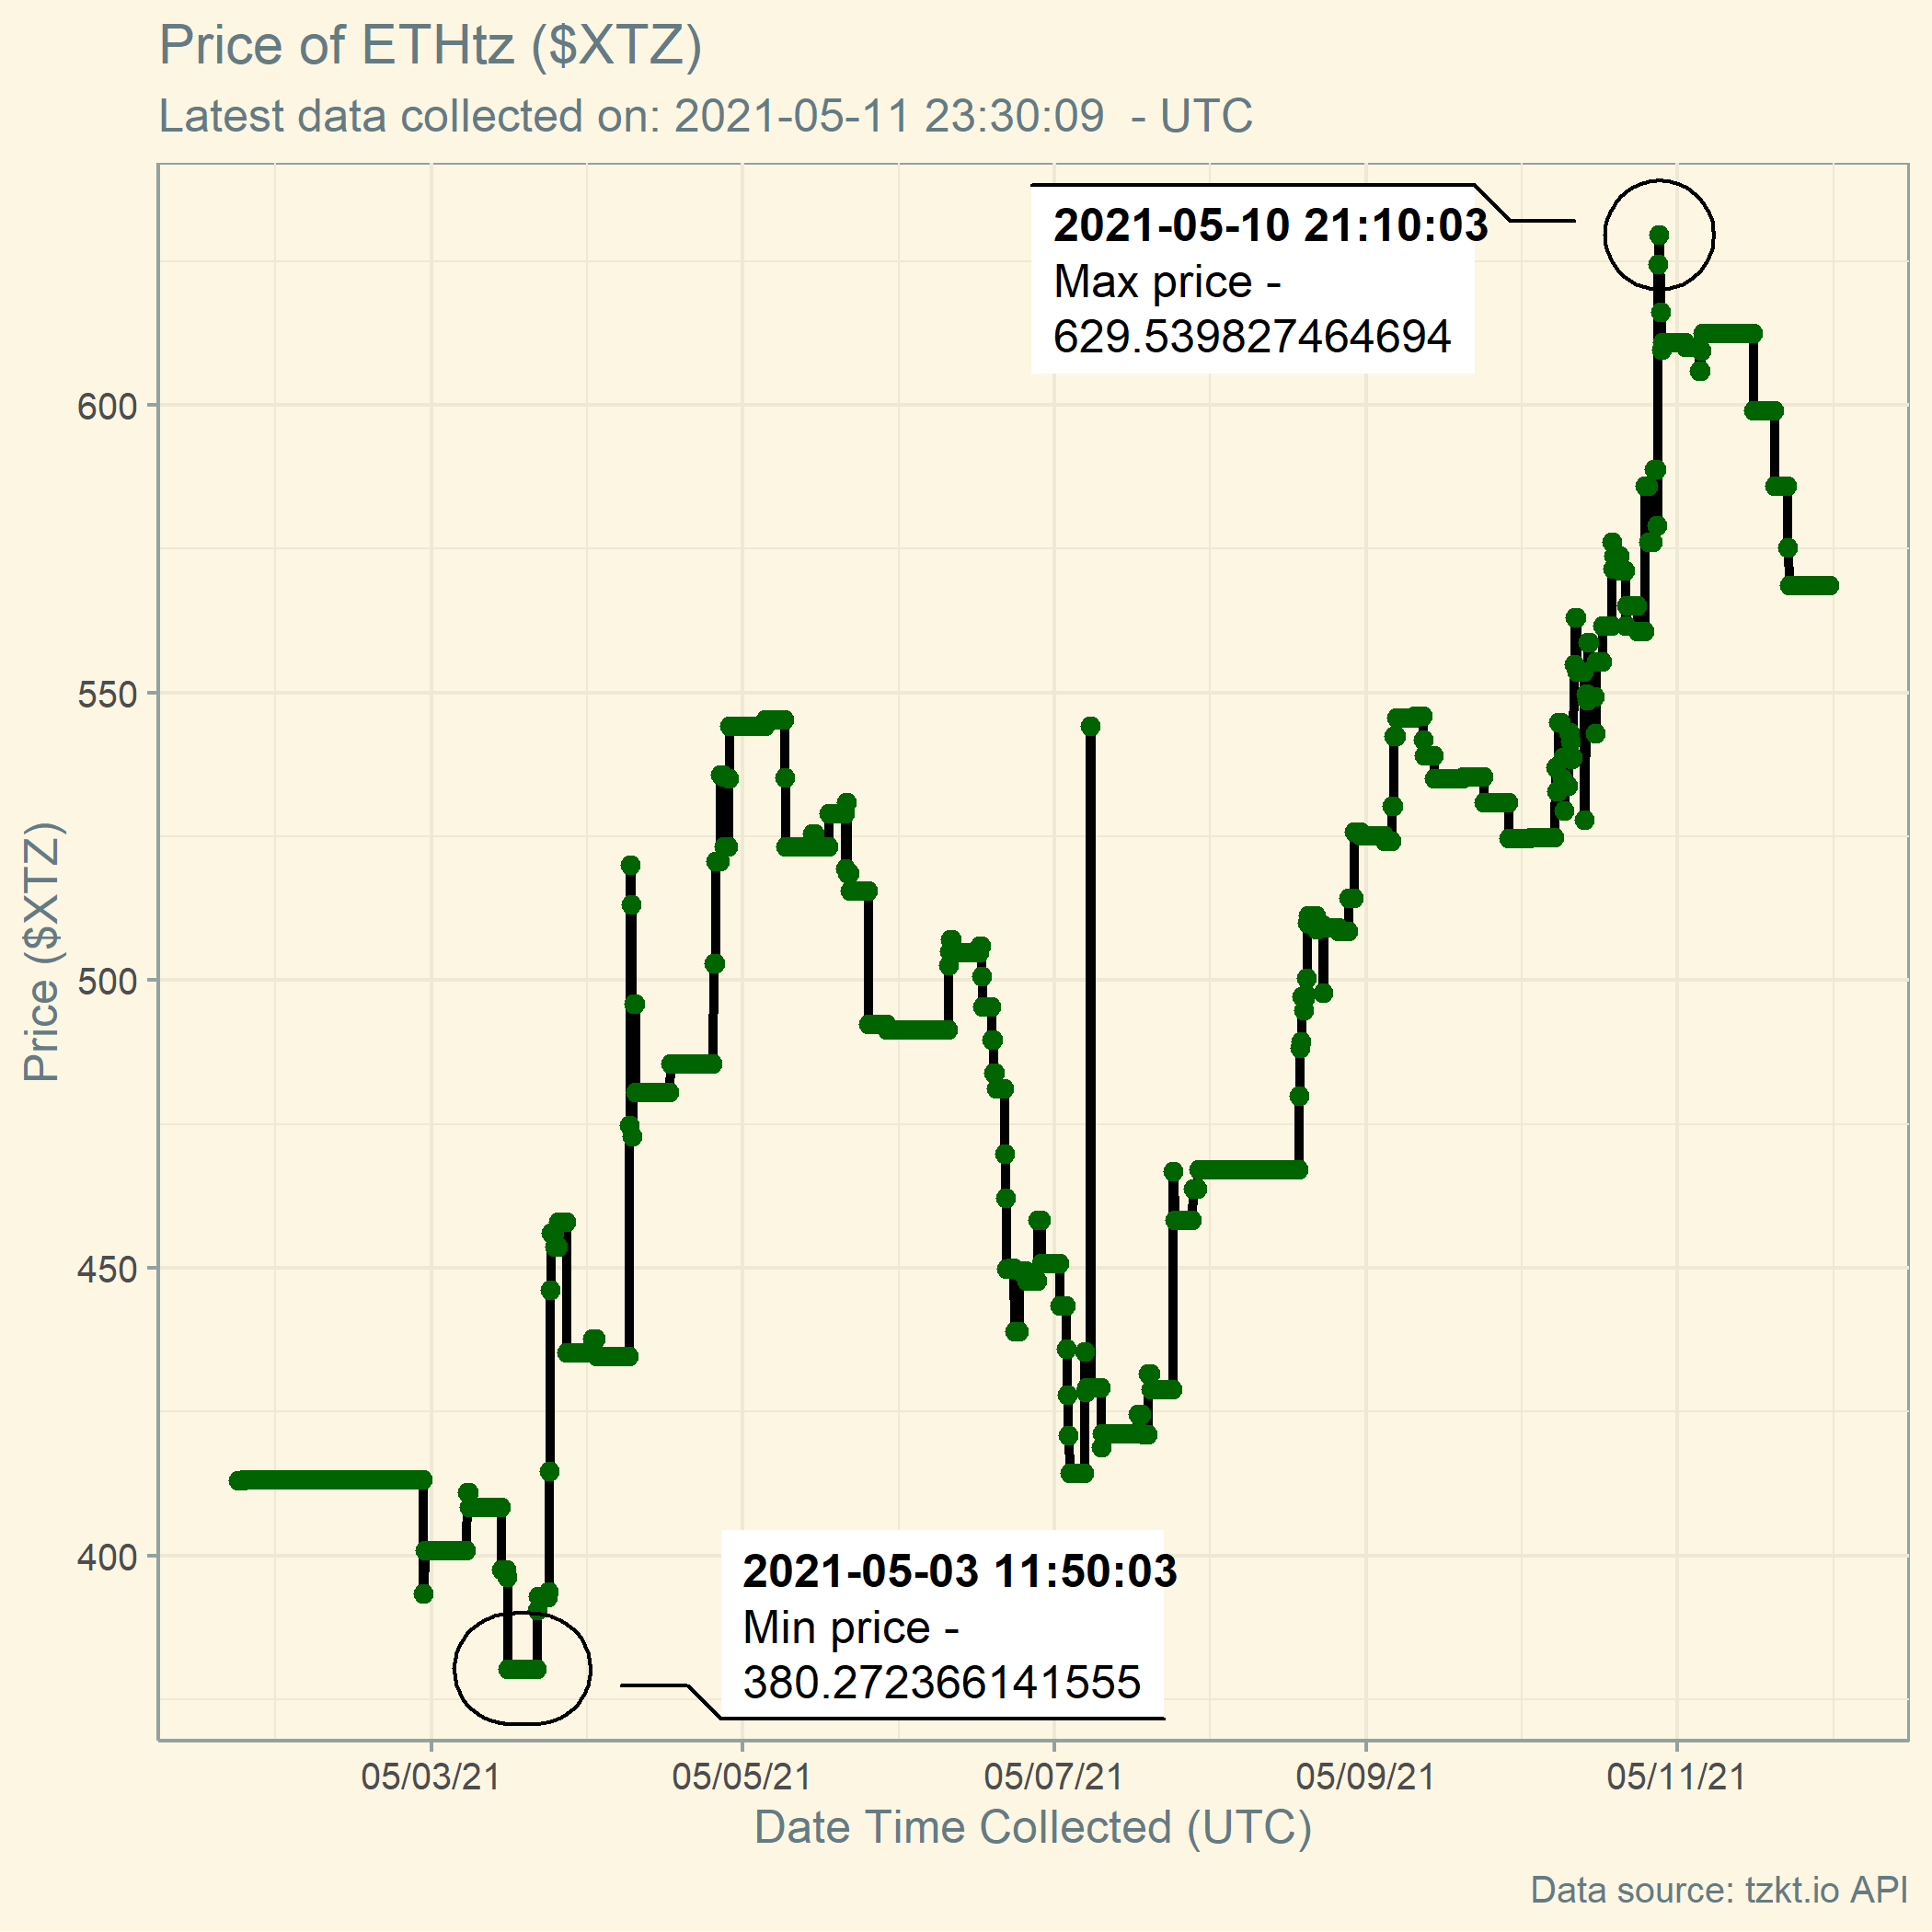 Price of ETHtz ($XTZ)
Latest data collected on: 2021-05-11 23:30:09  - UTC
2021-05-10 21:10:03
Max price -
629.539827464694
600
550
500
450
400
Price ($XTZ)
2021-05-03 11:50:03
Min price -
380.272366141555
05/03/21 05/05/21 05/07/21 05/09/21 05/11/21
Date Time Collected (UTC)
Data source: tzkt.io API